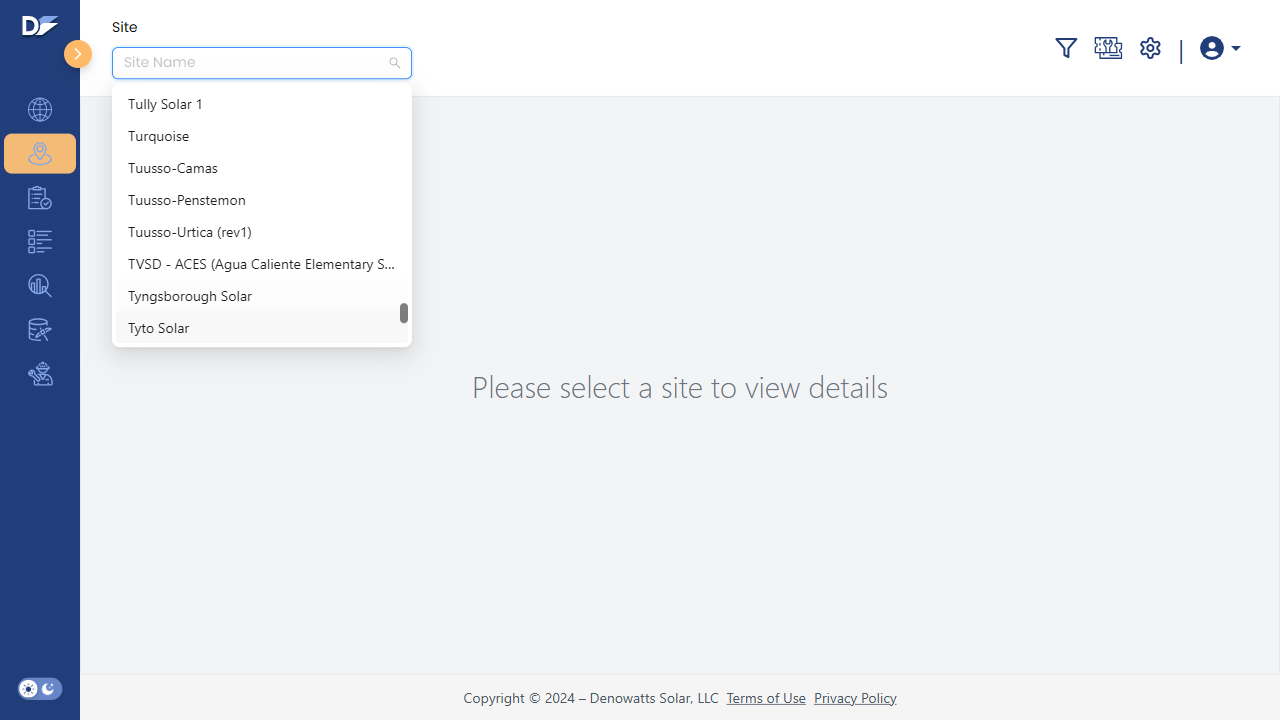 Site
Site Name
Tully Solar 1
Turquoise
Tuusso-Camas
Tuusso-Penstemon
Tuusso-Urtica (rev1)
TVSD - ACES (Agua Caliente Elementary S...
Tyngsborough Solar
Tyto Solar
Please select a site to view details
Copyright © 2024 – Denowatts Solar, LLC Terms of Use Privacy Policy